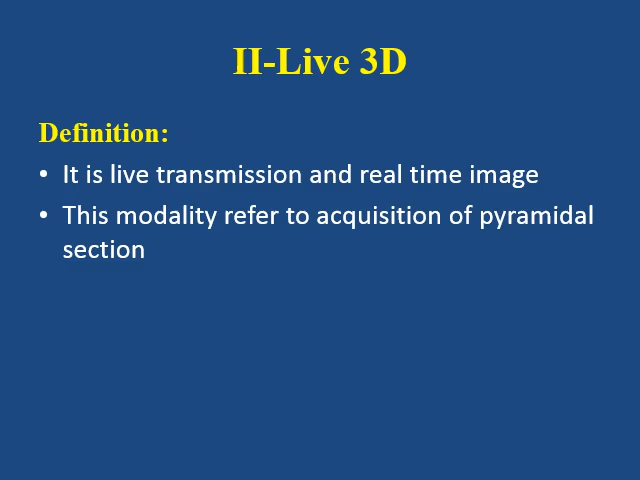 II-Live 3D
Definition:
• It is live transmission and real time image
• This modality refer to acquisition of pyramidal
section